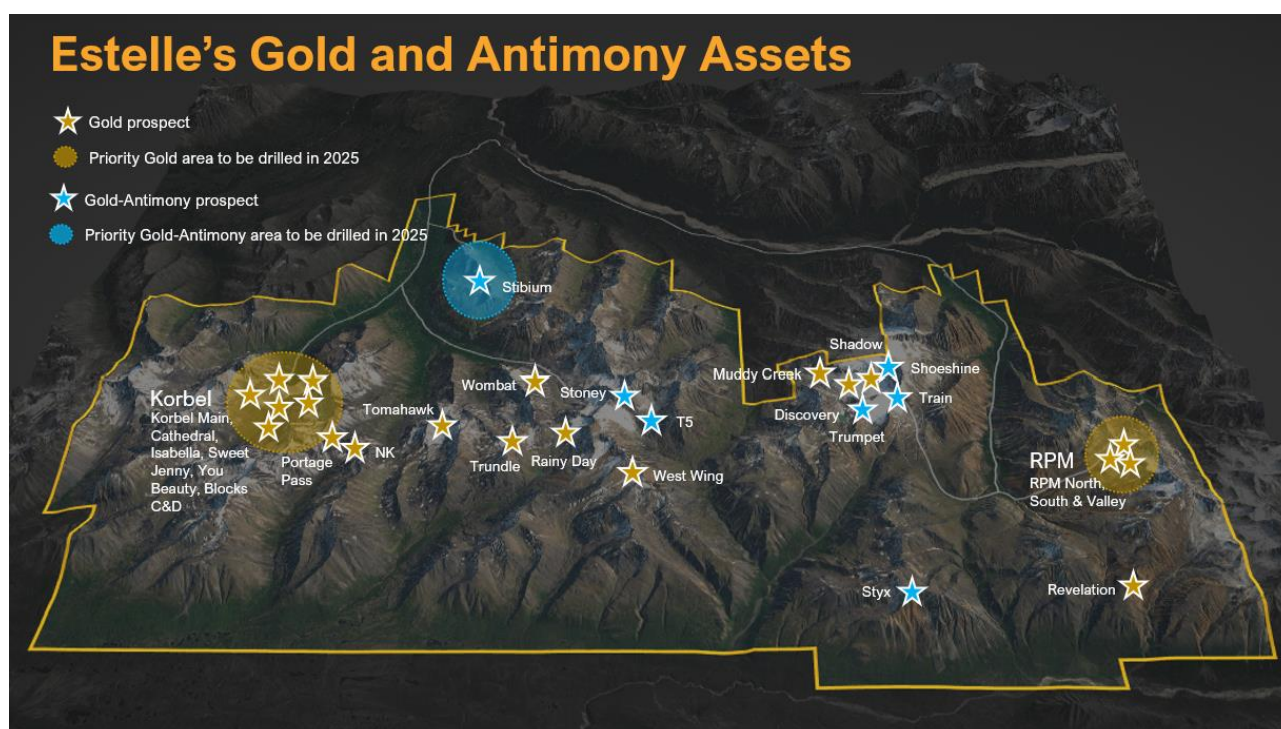 Estelle's Gold and Antimony Assets
Gold prospect
Priority Gold area to be drilled in 2025
Gold-Antimony prospect
Priority Gold-Antimony area to be drilled in 2025
Stibium
Shadow
Muddy Creek
Shoeshine
Wombat
Stoney
Train
Korbel
Korbel Main,
Cathedral,
Isabella, Sweet
Jenny, You
Beauty, Blocks
C&D
Tomahawk
Discovery
T5
Trumpet
Portage
Pass
NK
Trundle
Rainy Day
West Wing
RPM
RPM North,
South & Valley
Styx
Revelation